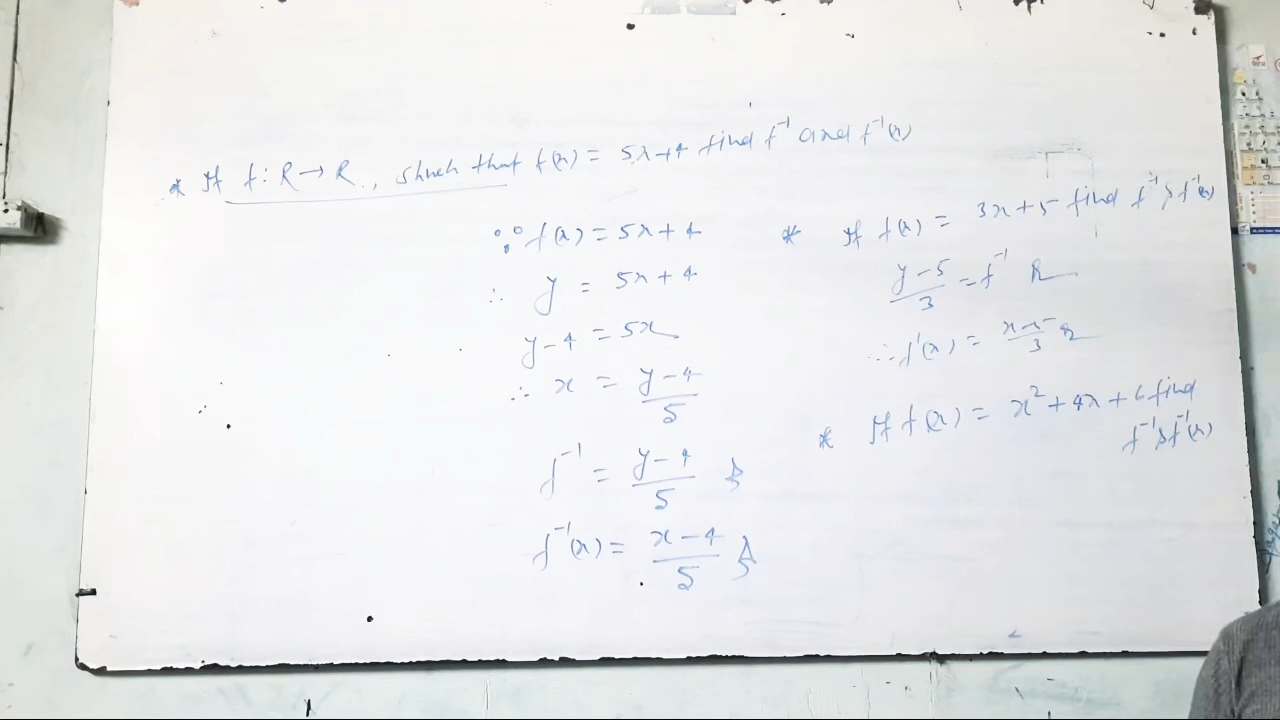 * If f: R → R., shuch that f(x) = 5x+4 find f⁻¹ and f⁻¹(x)
∵ f(x) = 5x+4
∴ y = 5x+4
y-4 = 5x
∴ x = y-4/5
f⁻¹ = y-4/5
f⁻¹(x) = x-4/5
* If f(x) = 3x+5 find f⁻¹ & f⁻¹(x)
y-5/3 = f⁻¹
∴ f'(x) = x-5/3
* If f(x) = x²+4x+6 find
f⁻¹ & f⁻¹(x)